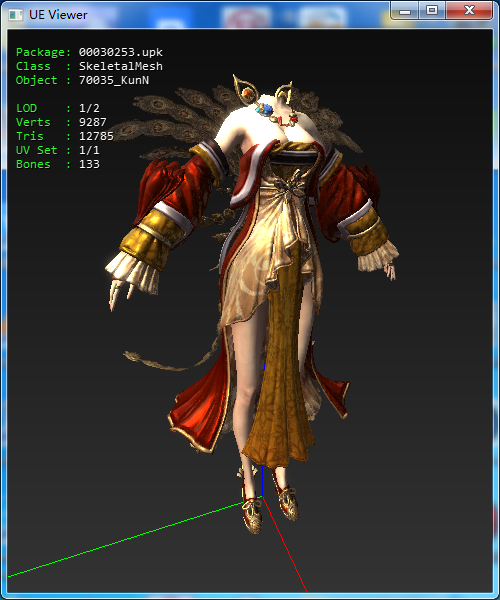 UE Viewer
Package: 00030253.upk
Class  : SkeletalMesh
Object : 70035_KunN
LOD    : 1/2
Verts  : 9287
Tris   : 12785
UV Set : 1/1
Bones  : 133